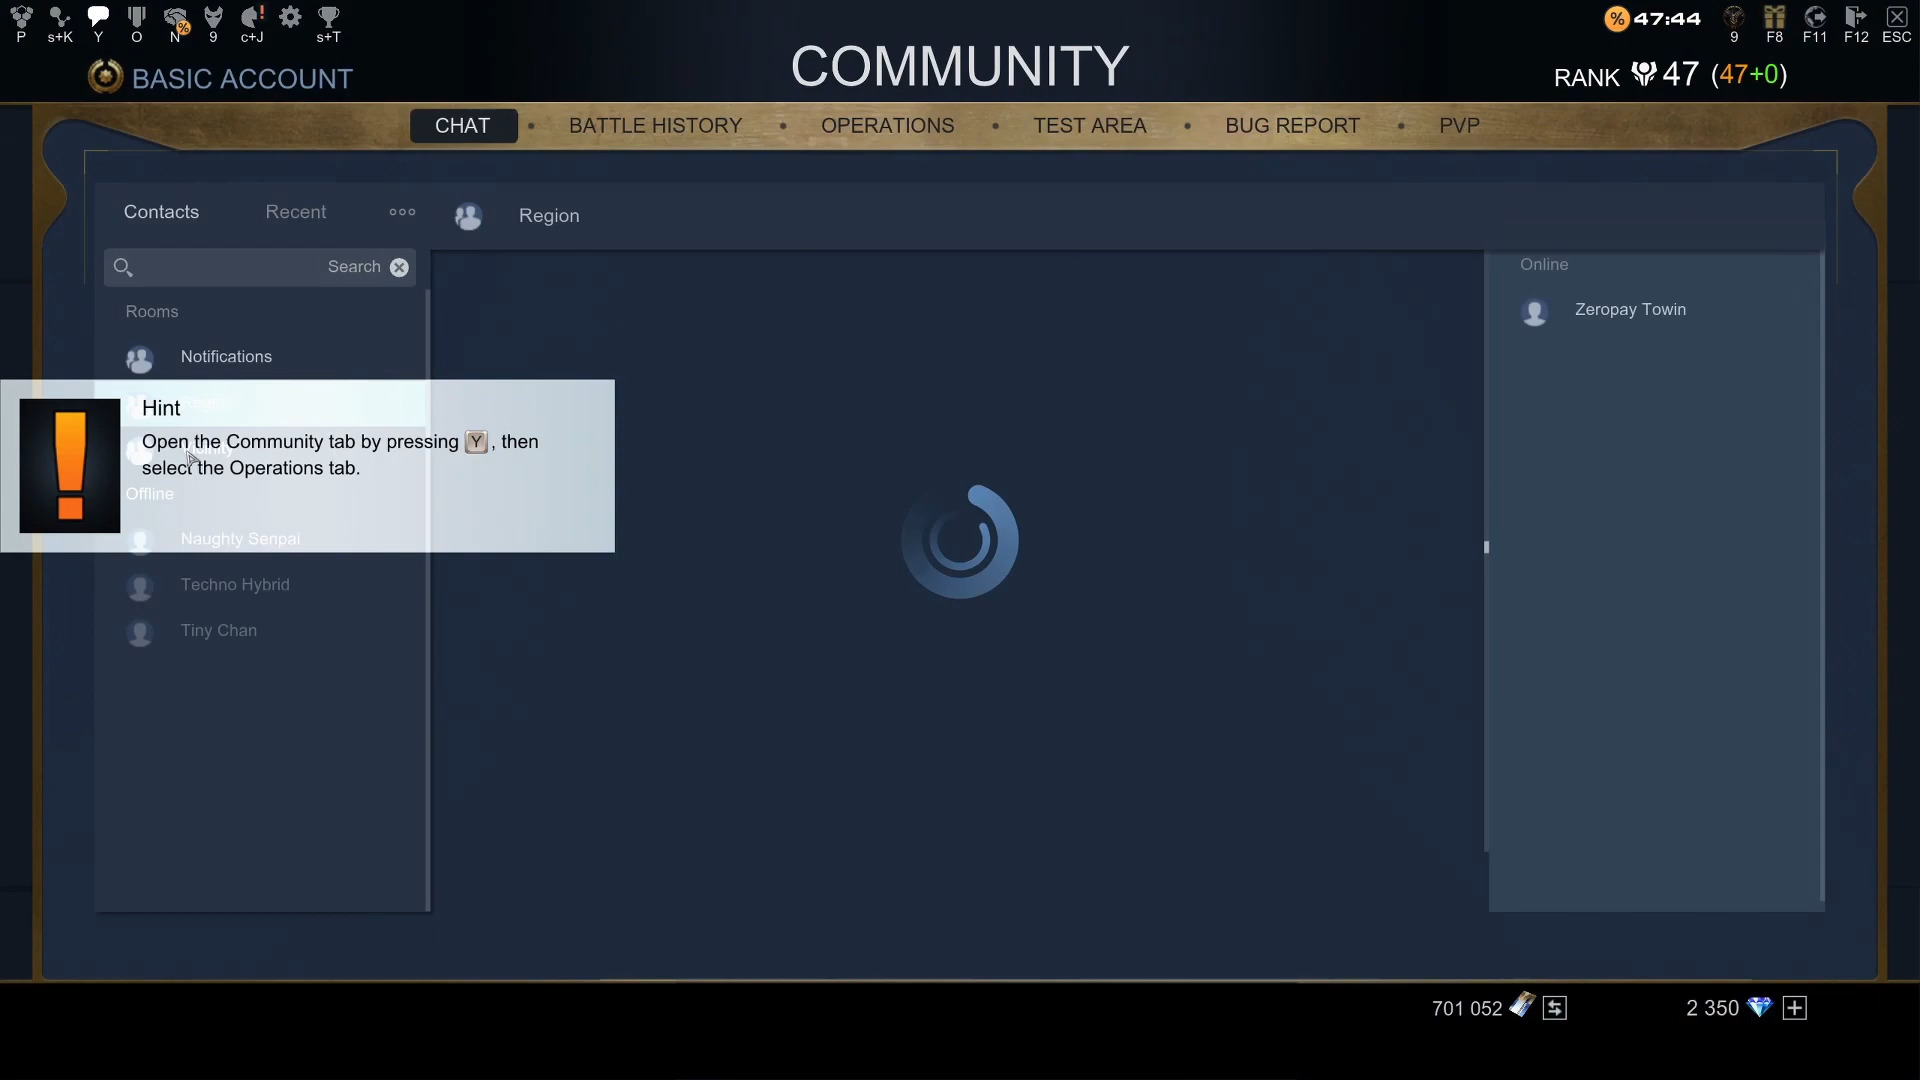 P s+K Y O N 9 c+J s+T
% 47:44
9 F8 F11 F12 ESC
BASIC ACCOUNT
COMMUNITY
RANK 47 (47+0)
CHAT • BATTLE HISTORY • OPERATIONS • TEST AREA • BUG REPORT • PVP
Contacts Recent
Region
Search
Rooms
Notifications
Region
Hint
Open the Community tab by pressing Y, then
select the Operations tab.
Vicinity
Offline
Naughty Senpai
Techno Hybrid
Tiny Chan
Online
Zeropay Towin
701 052
2 350